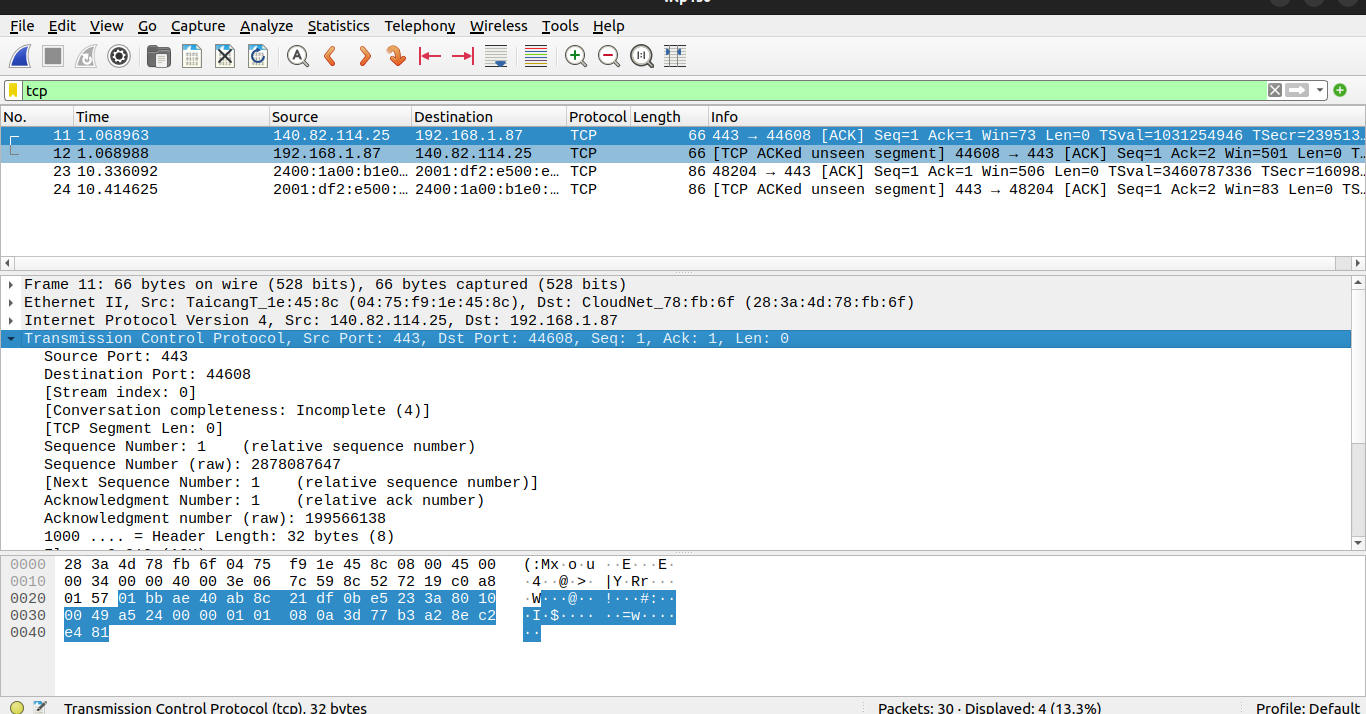 File Edit View Go Capture Analyze Statistics Telephony Wireless Tools Help
tcp
No. Time Source Destination Protocol Length Info
11 1.068963 140.82.114.25 192.168.1.87 TCP 66 443 → 44608 [ACK] Seq=1 Ack=1 Win=73 Len=0 TSval=1031254946 TSecr=239513…
12 1.068988 192.168.1.87 140.82.114.25 TCP 66 [TCP ACKed unseen segment] 44608 → 443 [ACK] Seq=1 Ack=2 Win=501 Len=0 T…
23 10.336092 2400:1a00:b1e0… 2001:df2:e500:e… TCP 86 48204 → 443 [ACK] Seq=1 Ack=1 Win=506 Len=0 TSval=3460787336 TSecr=16098…
24 10.414625 2001:df2:e500:… 2400:1a00:b1e0:… TCP 86 [TCP ACKed unseen segment] 443 → 48204 [ACK] Seq=1 Ack=2 Win=83 Len=0 TS…
Frame 11: 66 bytes on wire (528 bits), 66 bytes captured (528 bits)
Ethernet II, Src: TaicangT_1e:45:8c (04:75:f9:1e:45:8c), Dst: CloudNet_78:fb:6f (28:3a:4d:78:fb:6f)
Internet Protocol Version 4, Src: 140.82.114.25, Dst: 192.168.1.87
Transmission Control Protocol, Src Port: 443, Dst Port: 44608, Seq: 1, Ack: 1, Len: 0
Source Port: 443
Destination Port: 44608
[Stream index: 0]
[Conversation completeness: Incomplete (4)]
[TCP Segment Len: 0]
Sequence Number: 1 (relative sequence number)
Sequence Number (raw): 2878087647
[Next Sequence Number: 1 (relative sequence number)]
Acknowledgment Number: 1 (relative ack number)
Acknowledgment number (raw): 199566138
1000 .... = Header Length: 32 bytes (8)
0000 28 3a 4d 78 fb 6f 04 75 f9 1e 45 8c 08 00 45 00 (:Mx·o·u ··E···E·
0010 00 34 00 00 40 00 3e 06 7c 59 8c 52 72 19 c0 a8 ·4··@·>· |Y·Rr···
0020 01 57 01 bb ae 40 ab 8c 21 df 0b e5 23 3a 80 10 ·W···@·· !···#:··
0030 00 49 a5 24 00 00 01 01 08 0a 3d 77 b3 a2 8e c2 ·I·$···· ··=w····
0040 e4 81 ··
Transmission Control Protocol (tcp), 32 bytes Packets: 30 · Displayed: 4 (13.3%) Profile: Default